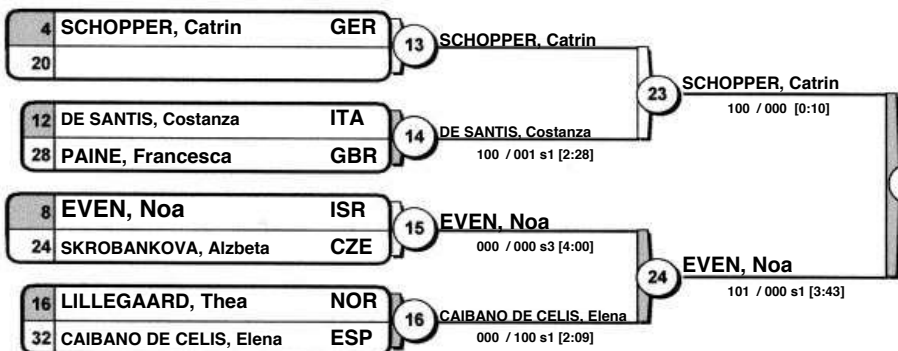 4 SCHOPPER, Catrin GER
20
13 SCHOPPER, Catrin
12 DE SANTIS, Costanza ITA
28 PAINE, Francesca GBR
14 DE SANTIS, Costanza
100 / 001 s1 [2:28]
23 SCHOPPER, Catrin
100 / 000 [0:10]
8 EVEN, Noa ISR
24 SKROBANKOVA, Alzbeta CZE
15 EVEN, Noa
000 / 000 s3 [4:00]
16 LILLEGAARD, Thea NOR
32 CAIBANO DE CELIS, Elena ESP
16 CAIBANO DE CELIS, Elena
000 / 100 s1 [2:09]
24 EVEN, Noa
101 / 000 s1 [3:43]